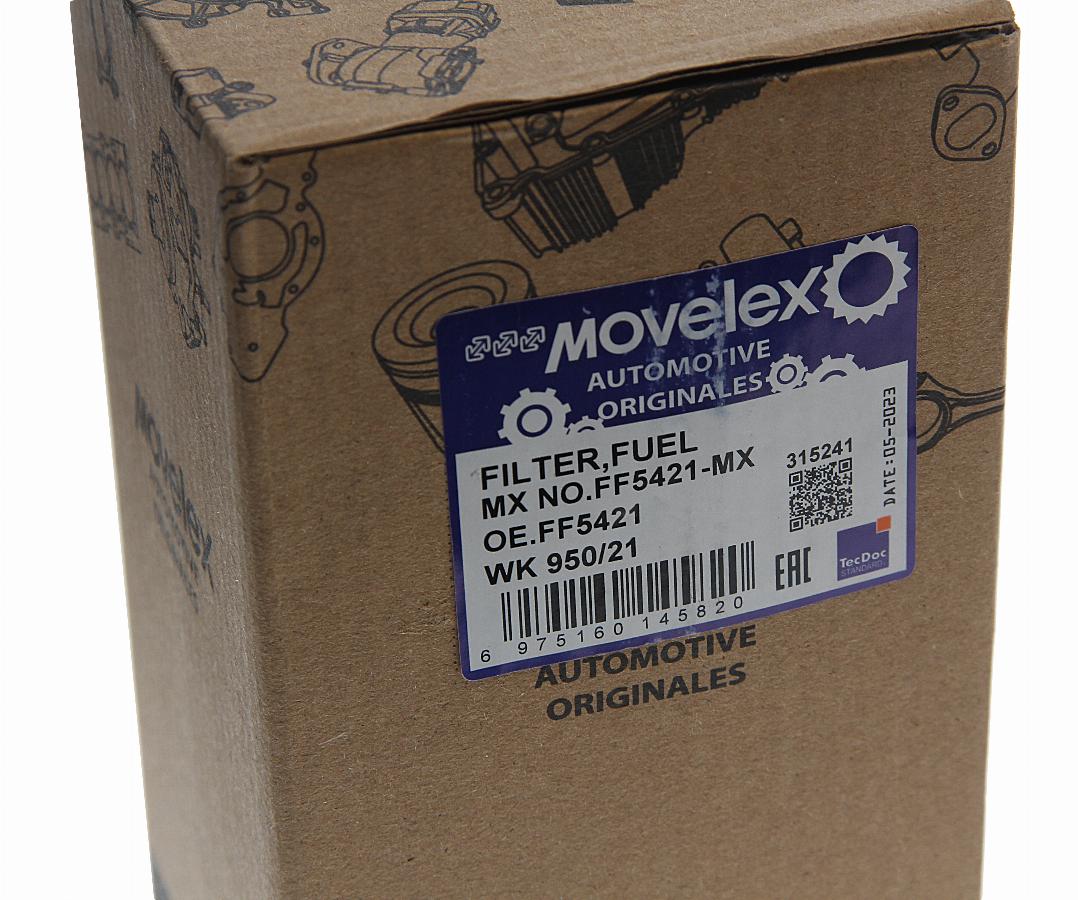 MOVELEX
AUTOMOTIVE
ORIGINALES
FILTER,FUEL
MX NO.FF5421-MX
OE.FF5421
WK 950/21
6 975160 145820
315241
DATE:05-2023
EAC
TecDoc
STANDARD
AUTOMOTIVE
ORIGINALES
Movelex